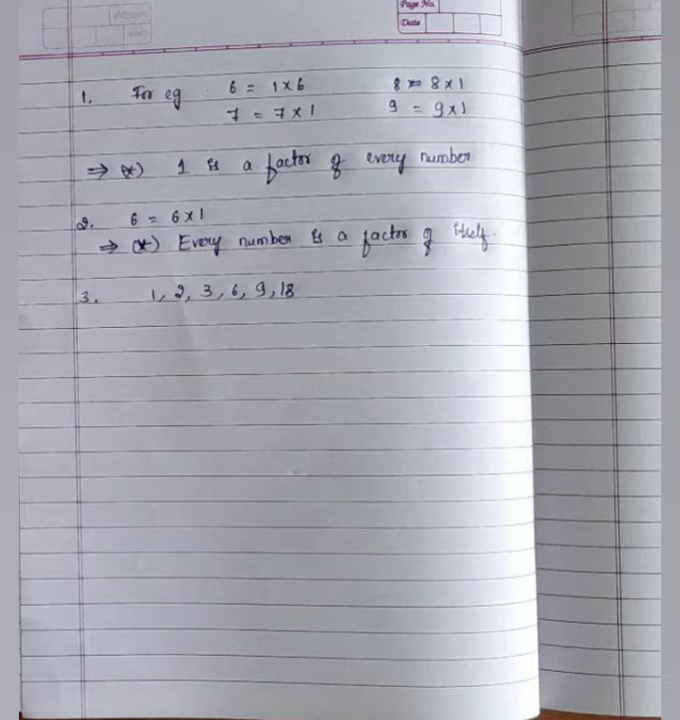 Page No.
Date
1. For eg. 6 = 1 x 6 8 = 8 x 1
7 = 7 x 1 9 = 9 x 1
⇒ (*) 1 is a factor of every number
2. 6 = 6 x 1
⇒ (*) Every number is a factor of itself.
3. 1, 2, 3, 6, 9, 18